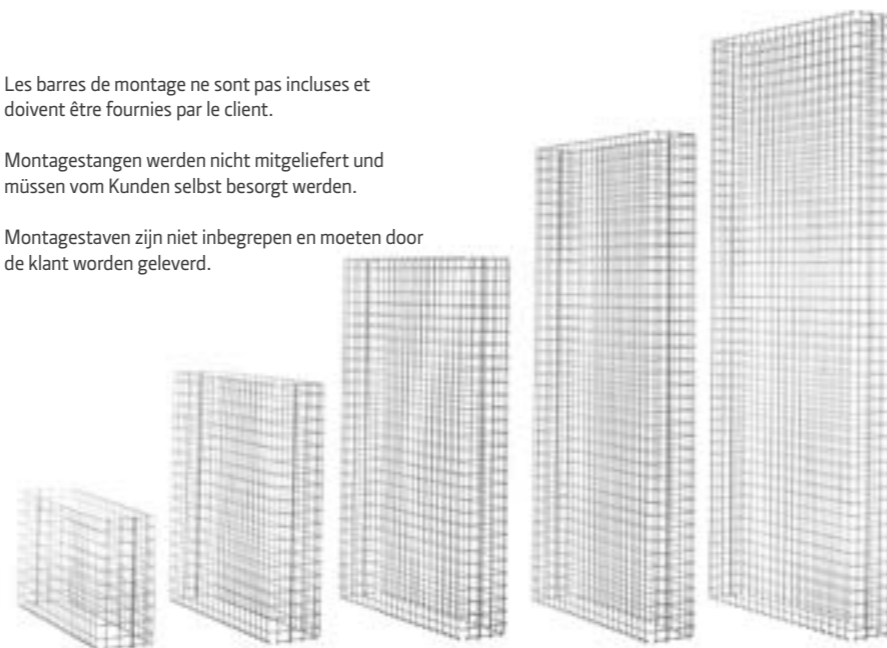 Les barres de montage ne sont pas incluses et
doivent être fournies par le client.
Montagestangen werden nicht mitgeliefert und
müssen vom Kunden selbst besorgt werden.
Montagestaven zijn niet inbegrepen en moeten door
de klant worden geleverd.